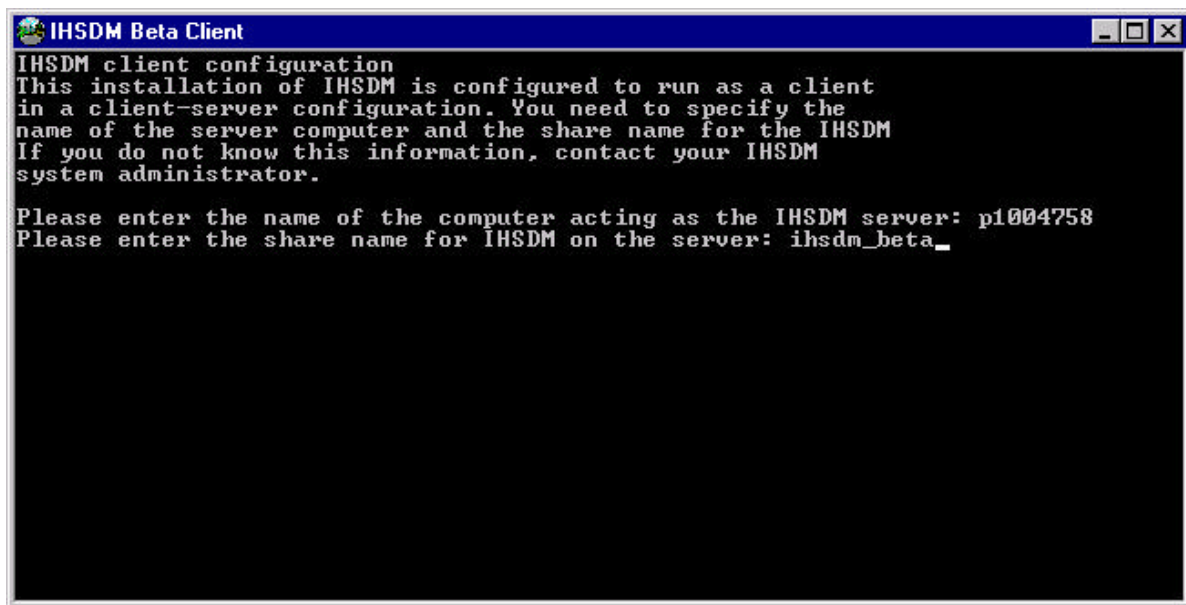 IHSDM Beta Client
IHSDM client configuration
This installation of IHSDM is configured to run as a client
in a client-server configuration. You need to specify the
name of the server computer and the share name for the IHSDM
If you do not know this information, contact your IHSDM
system administrator.
Please enter the name of the computer acting as the IHSDM server: p1004758
Please enter the share name for IHSDM on the server: ihsdm_beta_